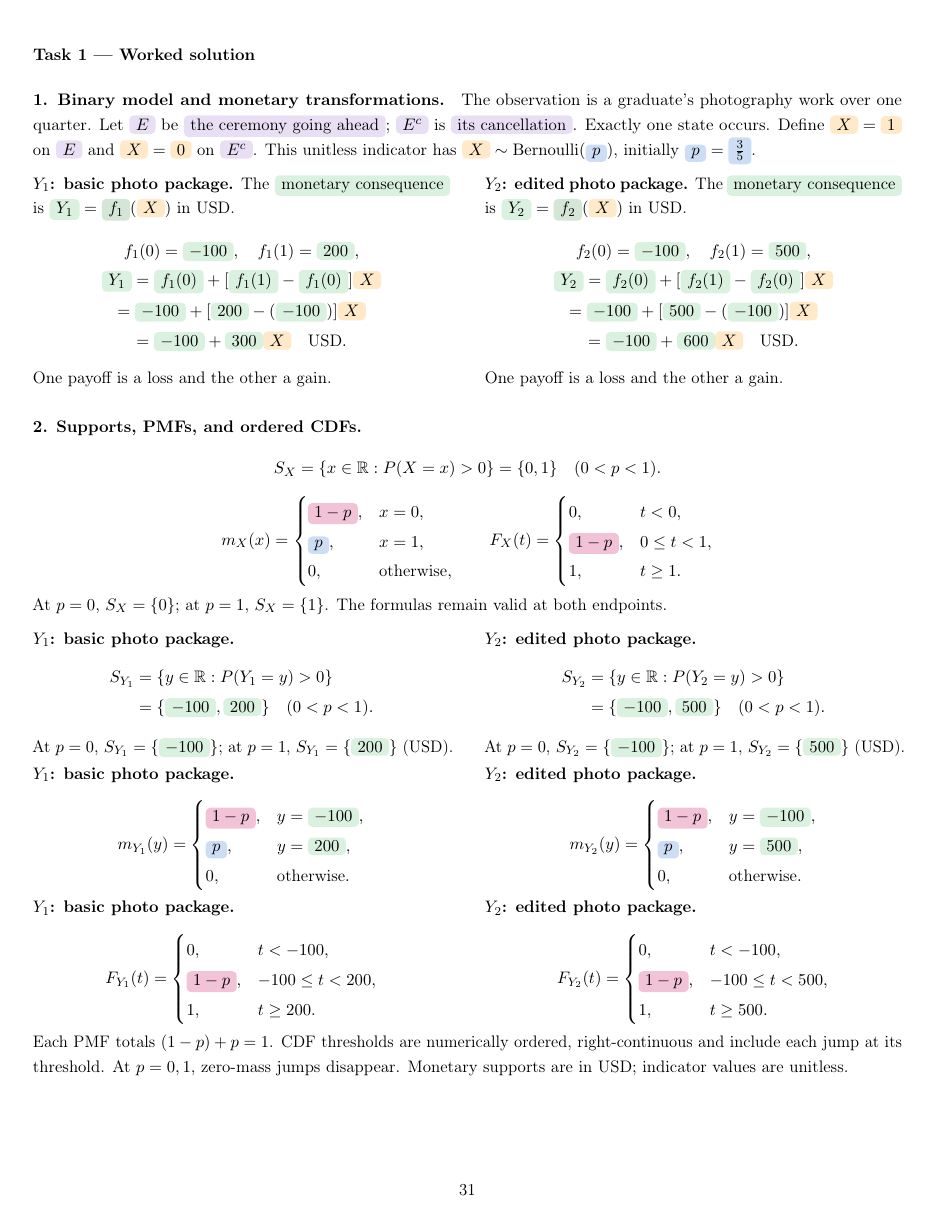 Task 1 — Worked solution
1. Binary model and monetary transformations. The observation is a graduate's photography work over one
quarter. Let E be the ceremony going ahead ; Eᶜ is its cancellation . Exactly one state occurs. Define X = 1
on E and X = 0 on Eᶜ . This unitless indicator has X ∼ Bernoulli( p ), initially p = 3/5 .
Y₁: basic photo package. The monetary consequence
is Y₁ = f₁ ( X ) in USD.
f₁(0) = −100 , f₁(1) = 200 ,
Y₁ = f₁(0) + [ f₁(1) − f₁(0) ] X
= −100 + [ 200 − ( −100 )] X
= −100 + 300 X USD.
One payoff is a loss and the other a gain.
Y₂: edited photo package. The monetary consequence
is Y₂ = f₂ ( X ) in USD.
f₂(0) = −100 , f₂(1) = 500 ,
Y₂ = f₂(0) + [ f₂(1) − f₂(0) ] X
= −100 + [ 500 − ( −100 )] X
= −100 + 600 X USD.
One payoff is a loss and the other a gain.
2. Supports, PMFs, and ordered CDFs.
S_X = {x ∈ ℝ : P(X = x) > 0} = {0, 1} (0 < p < 1).
m_X(x) = { 1 − p , x = 0,
p , x = 1,
0, otherwise,
F_X(t) = { 0, t < 0,
1 − p , 0 ≤ t < 1,
1, t ≥ 1.
At p = 0, S_X = {0}; at p = 1, S_X = {1}. The formulas remain valid at both endpoints.
Y₁: basic photo package.
S_Y₁ = {y ∈ ℝ : P(Y₁ = y) > 0}
= { −100 , 200 } (0 < p < 1).
At p = 0, S_Y₁ = { −100 }; at p = 1, S_Y₁ = { 200 } (USD).
Y₂: edited photo package.
S_Y₂ = {y ∈ ℝ : P(Y₂ = y) > 0}
= { −100 , 500 } (0 < p < 1).
At p = 0, S_Y₂ = { −100 }; at p = 1, S_Y₂ = { 500 } (USD).
Y₁: basic photo package.
m_Y₁(y) = { 1 − p , y = −100 ,
p , y = 200 ,
0, otherwise.
Y₂: edited photo package.
m_Y₂(y) = { 1 − p , y = −100 ,
p , y = 500 ,
0, otherwise.
Y₁: basic photo package.
F_Y₁(t) = { 0, t < −100,
1 − p , −100 ≤ t < 200,
1, t ≥ 200.
Y₂: edited photo package.
F_Y₂(t) = { 0, t < −100,
1 − p , −100 ≤ t < 500,
1, t ≥ 500.
Each PMF totals (1 − p) + p = 1. CDF thresholds are numerically ordered, right-continuous and include each jump at its
threshold. At p = 0, 1, zero-mass jumps disappear. Monetary supports are in USD; indicator values are unitless.
31